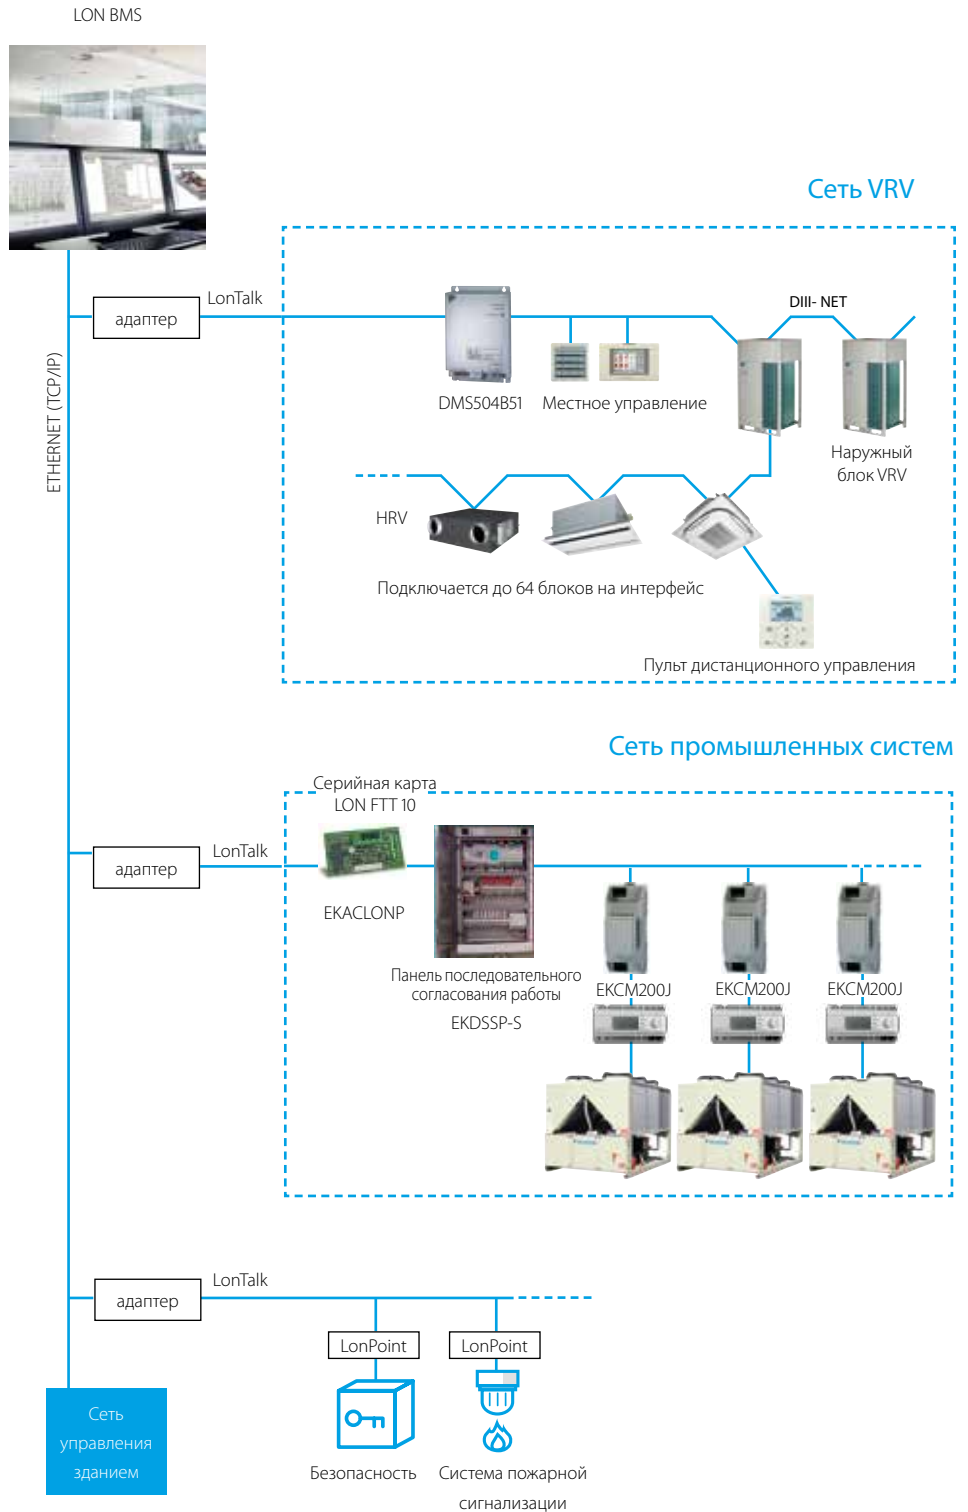 LON BMS
Сеть VRV
адаптер
LonTalk
DIII- NET
ETHERNET (TCP/IP)
DMS504B51
Местное управление
Наружный
блок VRV
HRV
Подключается до 64 блоков на интерфейс
Пульт дистанционного управления
Сеть промышленных систем
Серийная карта
LON FTT 10
адаптер
LonTalk
EKACLONP
Панель последовательного
согласования работы
EKDSSP-S
EKCM200J
EKCM200J
EKCM200J
адаптер
LonTalk
LonPoint
LonPoint
Сеть
управления
зданием
Безопасность
Система пожарной
сигнализации